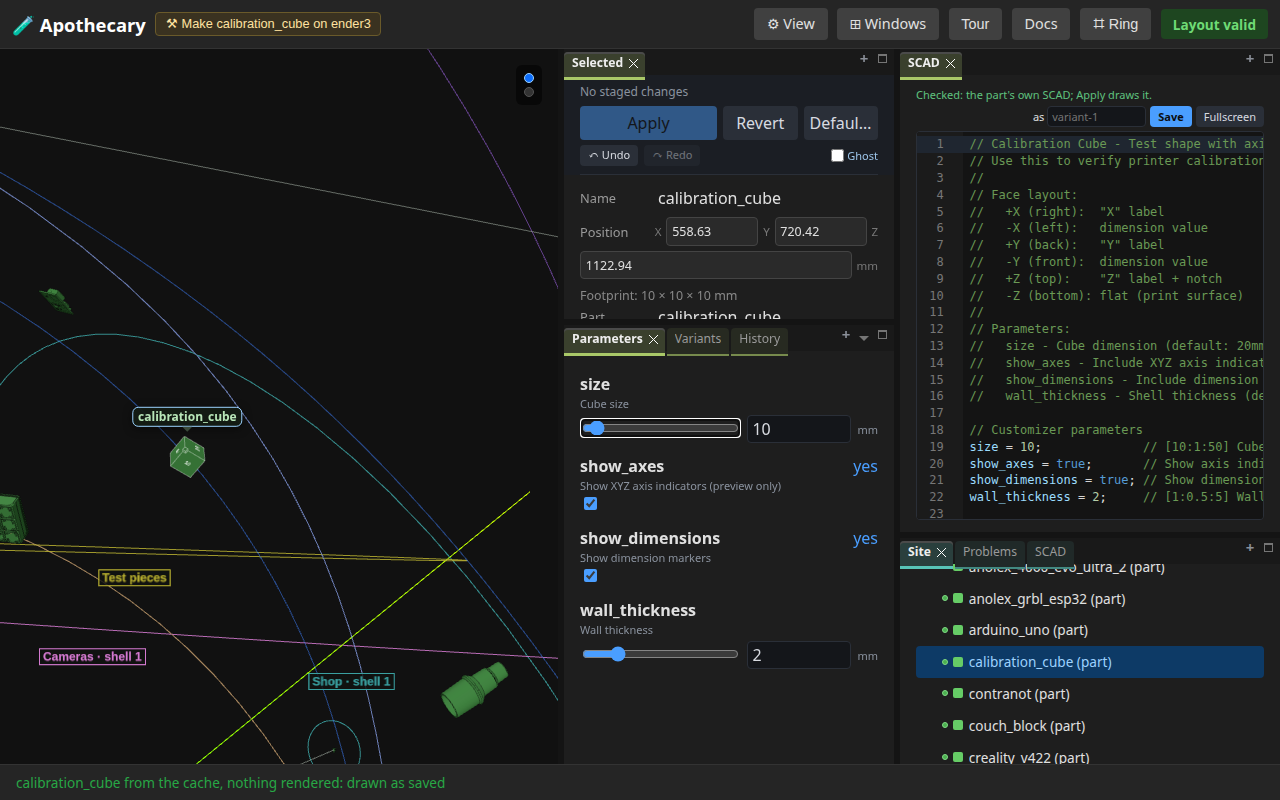 🧪 Apothecary
⚒ Make calibration_cube on ender3
⚙ View
⊞ Windows
Tour
Docs
⌗ Ring
Layout valid
calibration_cube
Test pieces
Cameras · shell 1
Shop · shell 1
Selected
No staged changes
Apply
Revert
Defaul...
↶ Undo
↷ Redo
Ghost
Name calibration_cube
Position X 558.63 Y 720.42 Z
1122.94 mm
Footprint: 10 × 10 × 10 mm
Part calibration_cube
Parameters
Variants
History
size
Cube size
10 mm
show_axes yes
Show XYZ axis indicators (preview only)
show_dimensions yes
Show dimension markers
wall_thickness
Wall thickness
2 mm
SCAD
Checked: the part's own SCAD; Apply draws it.
as variant-1 Save Fullscreen
1 // Calibration Cube - Test shape with axi
2 // Use this to verify printer calibration
3 //
4 // Face layout:
5 //   +X (right):  "X" label
6 //   -X (left):   dimension value
7 //   +Y (back):   "Y" label
8 //   -Y (front):  dimension value
9 //   +Z (top):    "Z" label + notch
10 //   -Z (bottom): flat (print surface)
11 //
12 // Parameters:
13 //   size - Cube dimension (default: 20mm
14 //   show_axes - Include XYZ axis indicat
15 //   show_dimensions - Include dimension
16 //   wall_thickness - Shell thickness (de
17
18 // Customizer parameters
19 size = 10;              // [10:1:50] Cube
20 show_axes = true;       // Show axis indi
21 show_dimensions = true; // Show dimension
22 wall_thickness = 2;     // [1:0.5:5] Wall
23
Site
Problems
SCAD
anolex_4060_evo_ultra_2 (part)
anolex_grbl_esp32 (part)
arduino_uno (part)
calibration_cube (part)
contranot (part)
couch_block (part)
creality_v422 (part)
calibration_cube from the cache, nothing rendered: drawn as saved